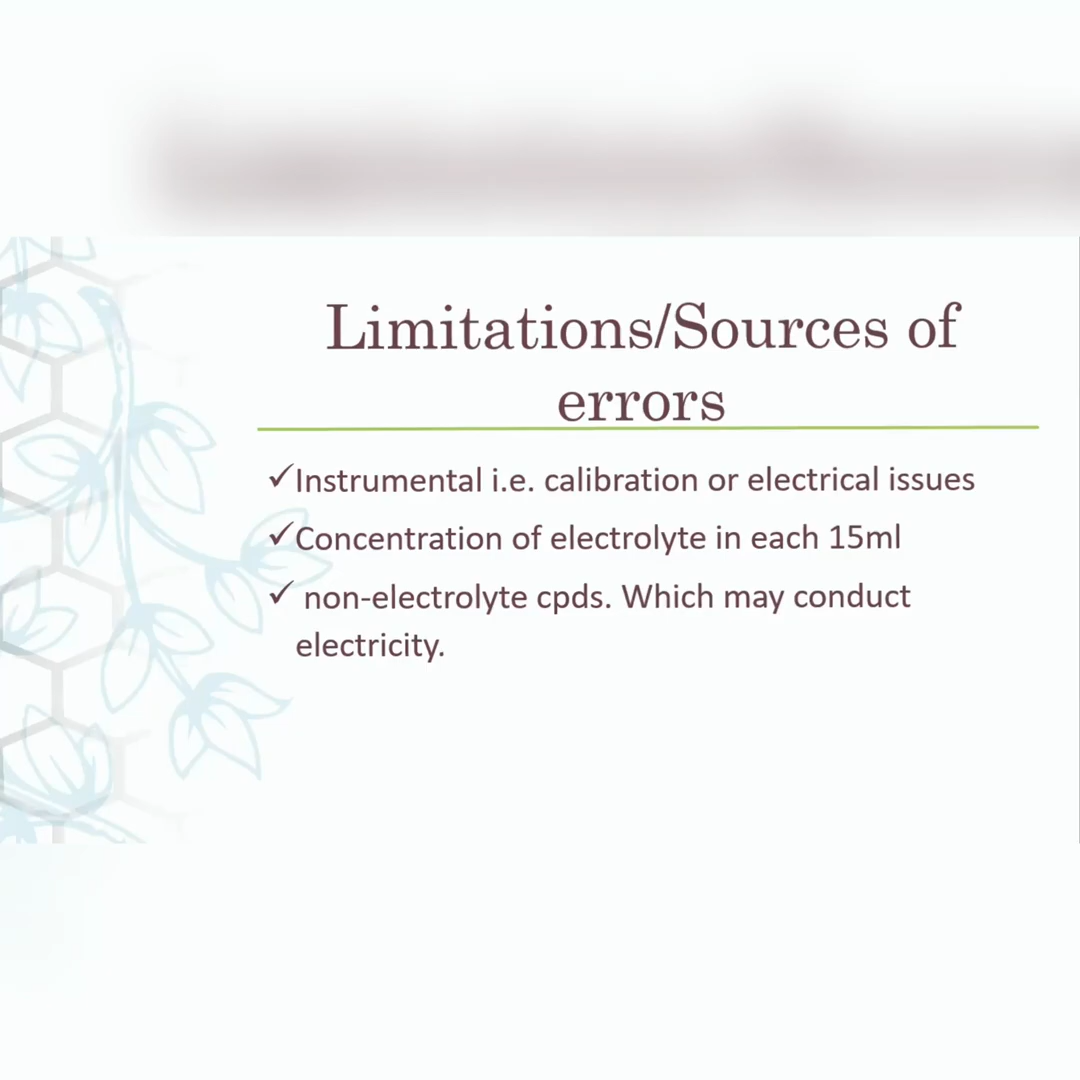 Limitations/Sources of
errors
✓Instrumental i.e. calibration or electrical issues
✓Concentration of electrolyte in each 15ml
✓ non-electrolyte cpds. Which may conduct
electricity.